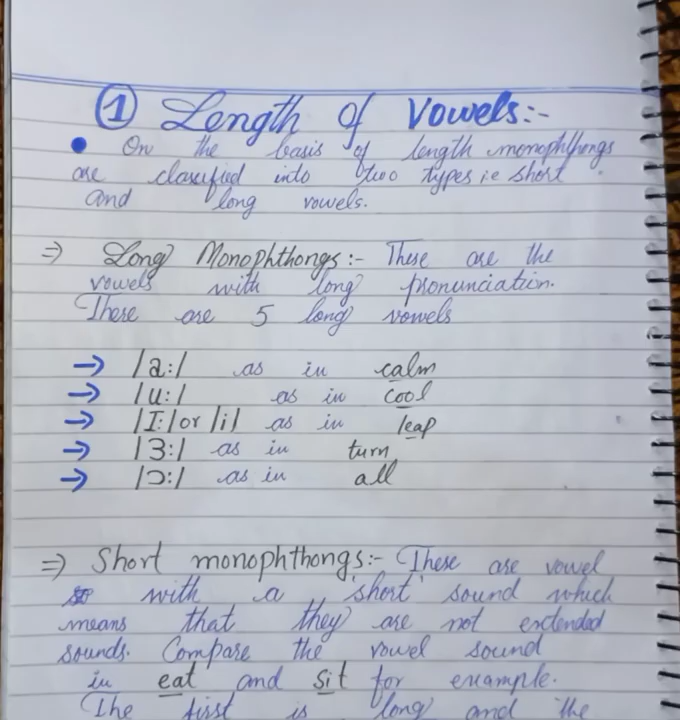 ① Length of Vowels:-
• On the basis of length monophthongs
are classified into two types i.e short
and long vowels.
⇒ Long Monophthongs:- These are the
vowels with long pronunciation.
There are 5 long vowels
→ /a:/ as in calm
→ /u:/ as in cool
→ /I:/ or /i/ as in leap
→ /3:/ as in turn
→ /Ɔ:/ as in all
⇒ Short monophthongs:- These are vowel
with a 'short' sound which
means that they are not extended
sounds. Compare the vowel sound
in eat and sit for example.
The first is long and the